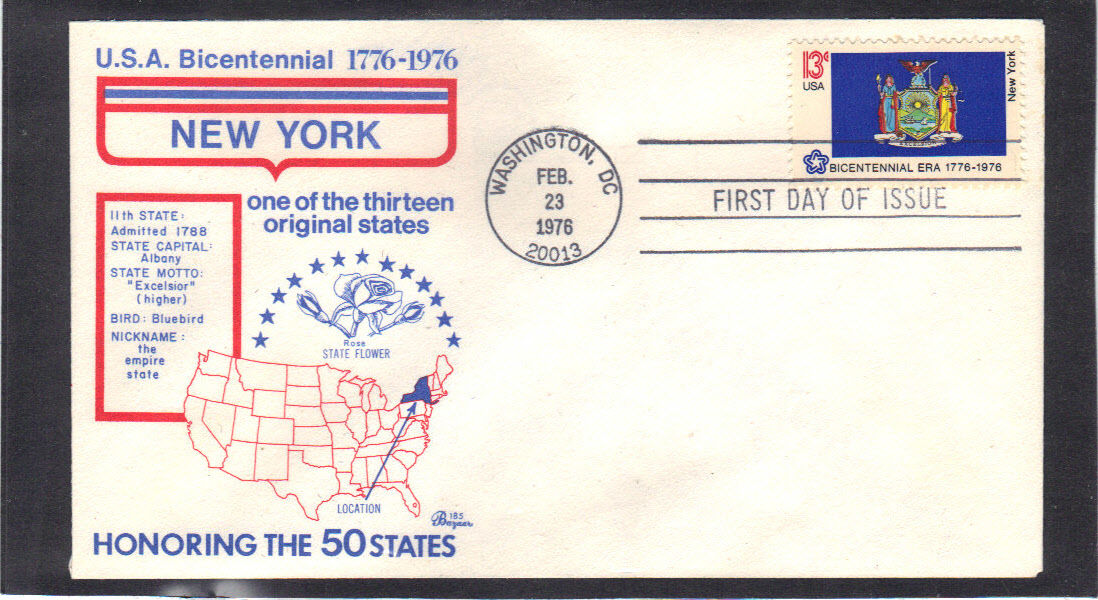 U.S.A. Bicentennial 1776-1976
NEW YORK
one of the thirteen
original states
11th STATE:
Admitted 1788
STATE CAPITAL:
Albany
STATE MOTTO:
"Excelsior"
(higher)
BIRD: Bluebird
NICKNAME:
the
empire
state
Rose
STATE FLOWER
LOCATION
185
Bazaar
HONORING THE 50 STATES
WASHINGTON, DC
FEB.
23
1976
20013
13¢
USA
New York
EXCELSIOR
BICENTENNIAL ERA 1776-1976
FIRST DAY OF ISSUE